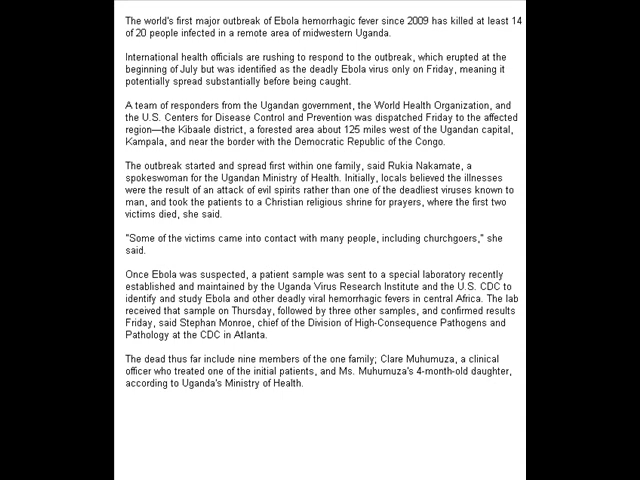 The world's first major outbreak of Ebola hemorrhagic fever since 2009 has killed at least 14
of 20 people infected in a remote area of midwestern Uganda.
International health officials are rushing to respond to the outbreak, which erupted at the
beginning of July but was identified as the deadly Ebola virus only on Friday, meaning it
potentially spread substantially before being caught.
A team of responders from the Ugandan government, the World Health Organization, and
the U.S. Centers for Disease Control and Prevention was dispatched Friday to the affected
region—the Kibaale district, a forested area about 125 miles west of the Ugandan capital,
Kampala, and near the border with the Democratic Republic of the Congo.
The outbreak started and spread first within one family, said Rukia Nakamate, a
spokeswoman for the Ugandan Ministry of Health. Initially, locals believed the illnesses
were the result of an attack of evil spirits rather than one of the deadliest viruses known to
man, and took the patients to a Christian religious shrine for prayers, where the first two
victims died, she said.
"Some of the victims came into contact with many people, including churchgoers," she
said.
Once Ebola was suspected, a patient sample was sent to a special laboratory recently
established and maintained by the Uganda Virus Research Institute and the U.S. CDC to
identify and study Ebola and other deadly viral hemorrhagic fevers in central Africa. The lab
received that sample on Thursday, followed by three other samples, and confirmed results
Friday, said Stephan Monroe, chief of the Division of High-Consequence Pathogens and
Pathology at the CDC in Atlanta.
The dead thus far include nine members of the one family; Clare Muhumuza, a clinical
officer who treated one of the initial patients, and Ms. Muhumuza's 4-month-old daughter,
according to Uganda's Ministry of Health.